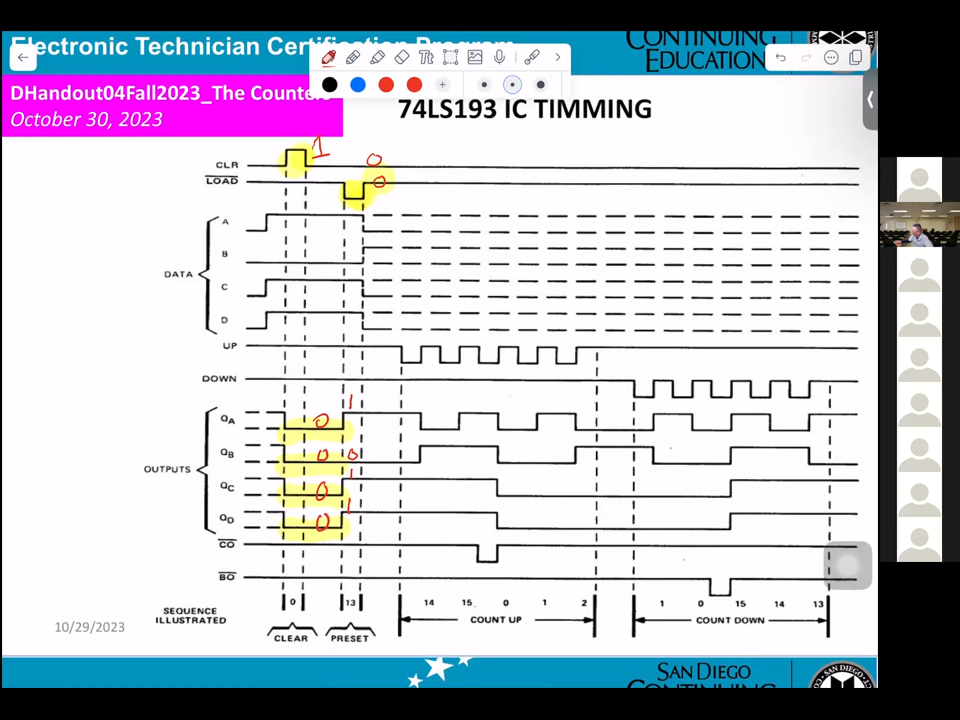 Electronic Technician Certification Program
CONTINUING
EDUCATION
DHandout04Fall2023_The Counters
October 30, 2023
74LS193 IC TIMMING
CLR
1
0
LOAD
0
A
B
DATA
C
D
UP
DOWN
1
QA
0
QB
0 0
OUTPUTS
1
QC
0
1
QD
0
CO
BO
SEQUENCE
ILLUSTRATED
0 13 14 15 0 1 2 1 0 15 14 13
CLEAR PRESET COUNT UP COUNT DOWN
10/29/2023
SAN DIEGO
CONTINUING
SAN DIEGO